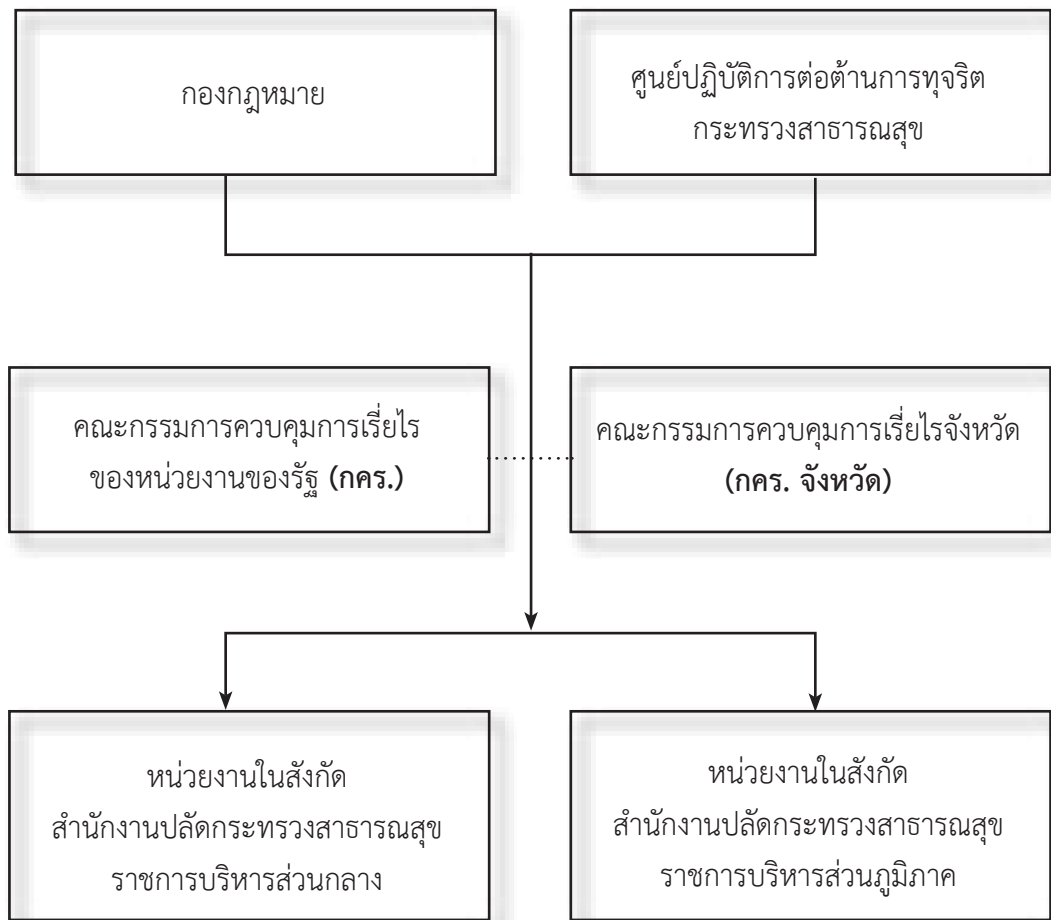 กองกฎหมาย
ศูนย์ปฏิบัติการต่อต้านการทุจริต
กระทรวงสาธารณสุข
คณะกรรมการควบคุมการเรี่ยไร
ของหน่วยงานของรัฐ (กคร.)
คณะกรรมการควบคุมการเรี่ยไรจังหวัด
(กคร. จังหวัด)
หน่วยงานในสังกัด
สำนักงานปลัดกระทรวงสาธารณสุข
ราชการบริหารส่วนกลาง
หน่วยงานในสังกัด
สำนักงานปลัดกระทรวงสาธารณสุข
ราชการบริหารส่วนภูมิภาค